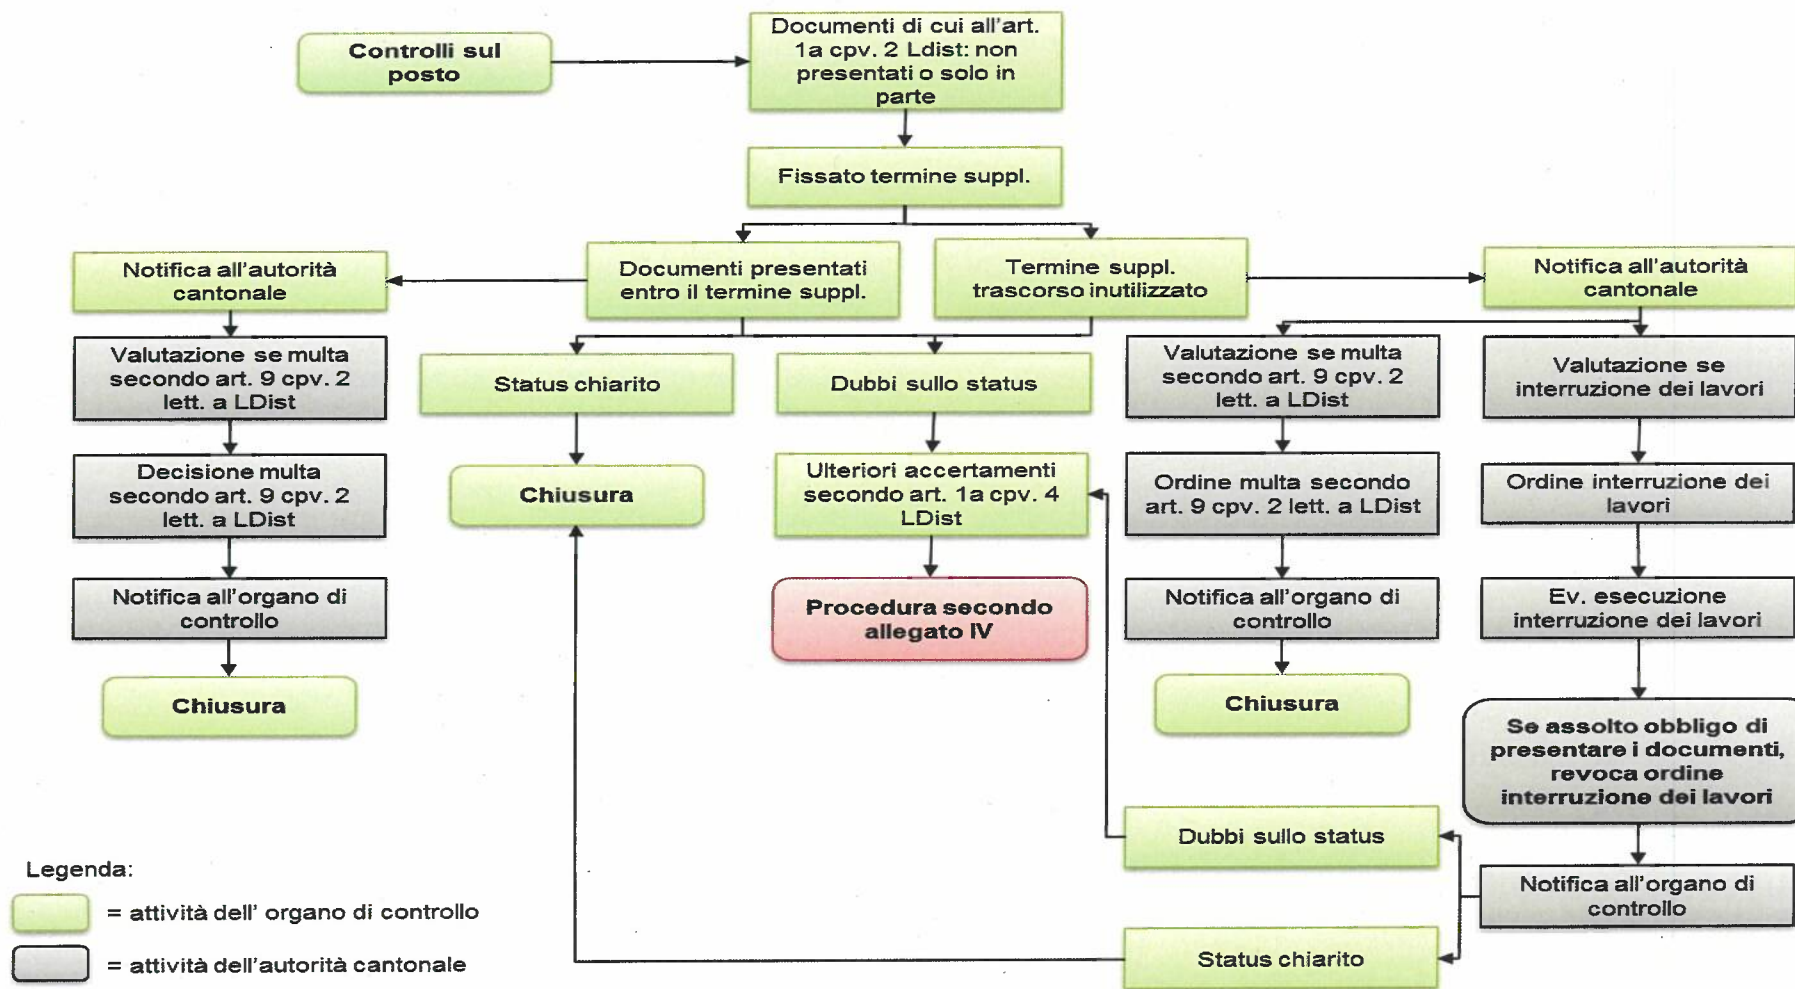 Controlli sul
posto
Documenti di cui all'art.
1a cpv. 2 Ldist: non
presentati o solo in
parte
Fissato termine suppl.
Notifica all'autorità
cantonale
Documenti presentati
entro il termine suppl.
Termine suppl.
trascorso inutilizzato
Notifica all'autorità
cantonale
Valutazione se multa
secondo art. 9 cpv. 2
lett. a LDist
Status chiarito
Dubbi sullo status
Valutazione se multa
secondo art. 9 cpv. 2
lett. a LDist
Valutazione se
interruzione dei lavori
Decisione multa
secondo art. 9 cpv. 2
lett. a LDist
Chiusura
Ulteriori accertamenti
secondo art. 1a cpv. 4
LDist
Ordine multa secondo
art. 9 cpv. 2 lett. a LDist
Ordine interruzione dei
lavori
Notifica all'organo di
controllo
Procedura secondo
allegato IV
Notifica all'organo di
controllo
Ev. esecuzione
interruzione dei lavori
Chiusura
Chiusura
Se assolto obbligo di
presentare i documenti,
revoca ordine
interruzione dei lavori
Dubbi sullo status
Notifica all'organo di
controllo
Status chiarito
Legenda:
= attività dell' organo di controllo
= attività dell'autorità cantonale